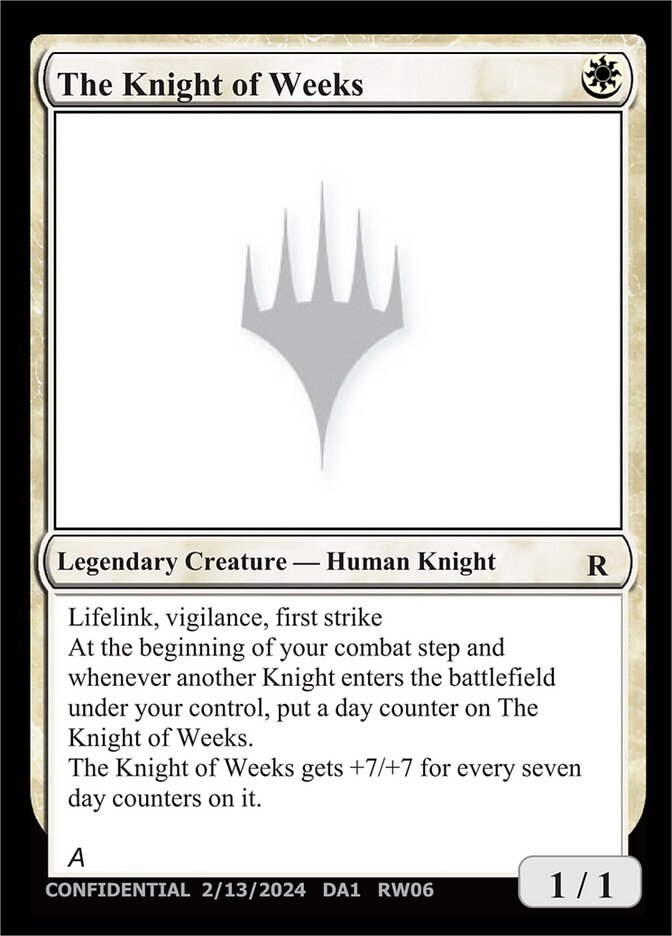 The Knight of Weeks
Legendary Creature — Human Knight R
Lifelink, vigilance, first strike
At the beginning of your combat step and
whenever another Knight enters the battlefield
under your control, put a day counter on The
Knight of Weeks.
The Knight of Weeks gets +7/+7 for every seven
day counters on it.
A
CONFIDENTIAL 2/13/2024 DA1 RW06
1 / 1